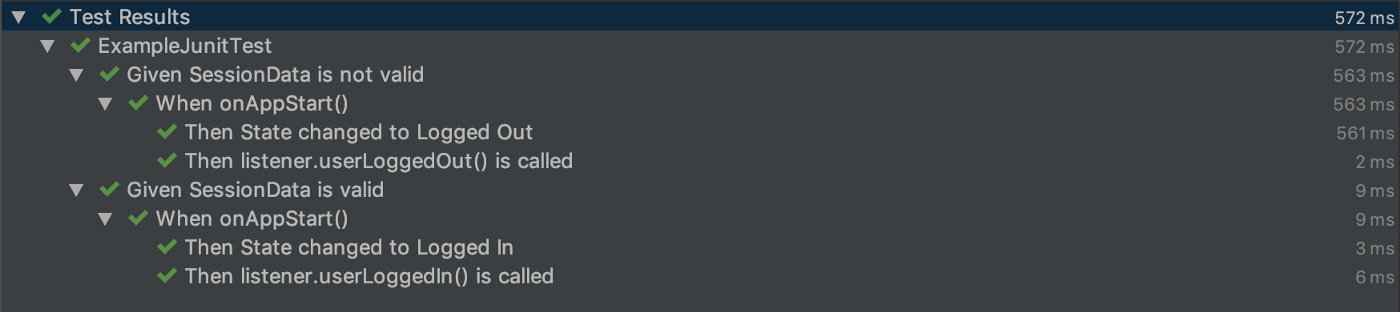 Test Results 572 ms
ExampleJunitTest 572 ms
Given SessionData is not valid 563 ms
When onAppStart() 563 ms
Then State changed to Logged Out 561 ms
Then listener.userLoggedOut() is called 2 ms
Given SessionData is valid 9 ms
When onAppStart() 9 ms
Then State changed to Logged In 3 ms
Then listener.userLoggedIn() is called 6 ms